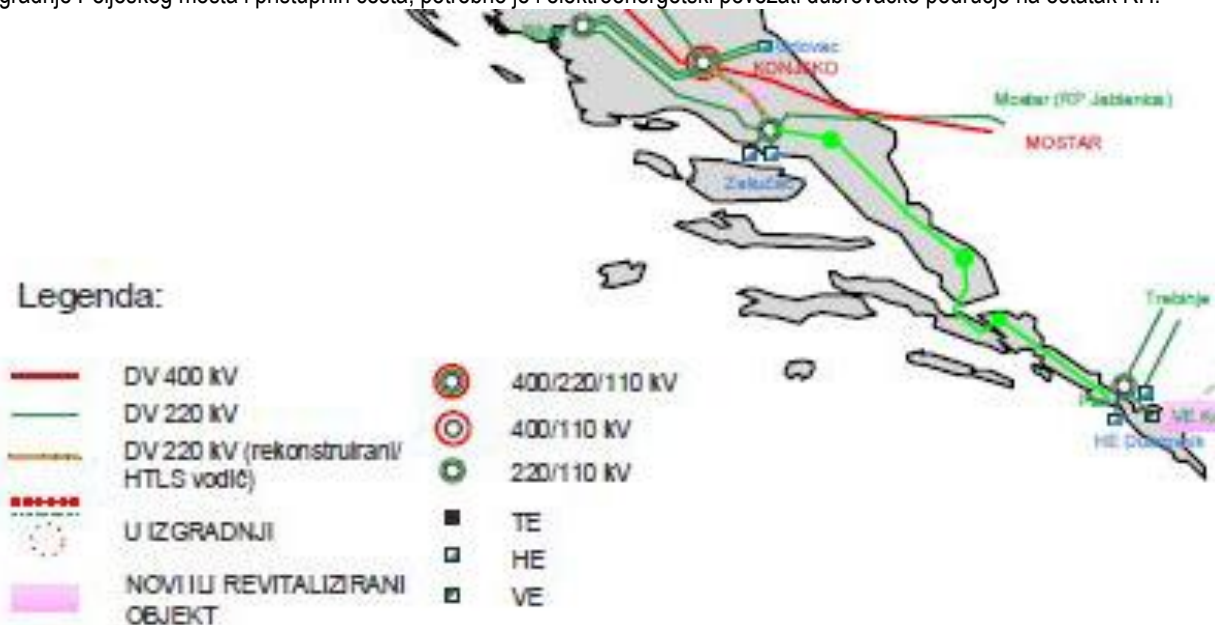 gradnje Pelješkog mosta i pristupnih cesta, potrebno je i elektroenergetski povezati dubrovačko područje na ostatak RH.
KONJSKO
Mostar (RP Jablanica)
MOSTAR
Zakučac
Trebinje
Legenda:
DV 400 kV
DV 220 kV
DV 220 kV (rekonstruirani/
HTLS vodič)
U IZGRADNJI
NOVI ILI REVITALIZIRANI
OBJEKT
400/220/110 kV
400/110 kV
220/110 kV
TE
HE
VE
VE
HE